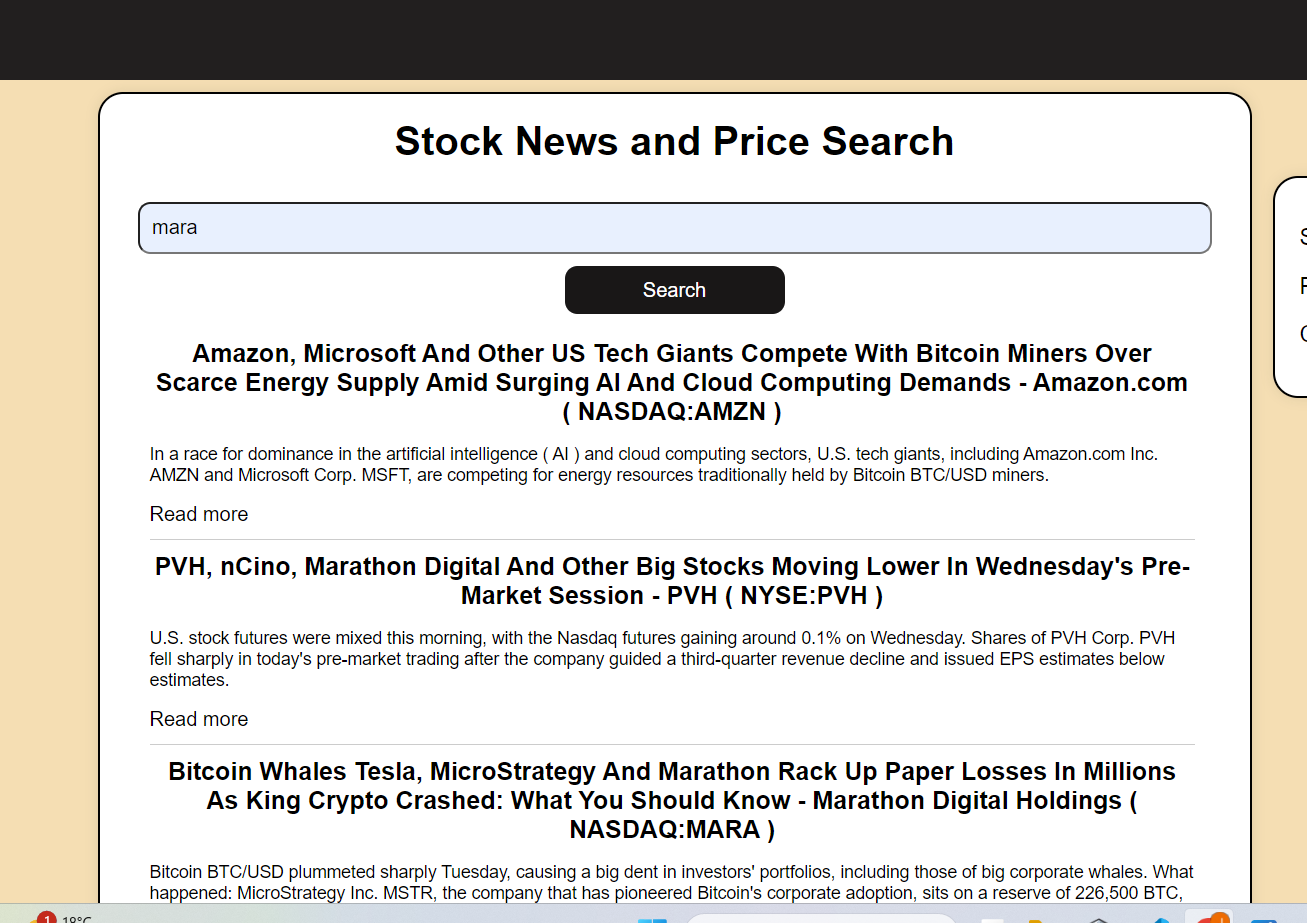 Stock News and Price Search
mara
Search
Amazon, Microsoft And Other US Tech Giants Compete With Bitcoin Miners Over
Scarce Energy Supply Amid Surging AI And Cloud Computing Demands - Amazon.com
( NASDAQ:AMZN )
In a race for dominance in the artificial intelligence ( AI ) and cloud computing sectors, U.S. tech giants, including Amazon.com Inc.
AMZN and Microsoft Corp. MSFT, are competing for energy resources traditionally held by Bitcoin BTC/USD miners.
Read more
PVH, nCino, Marathon Digital And Other Big Stocks Moving Lower In Wednesday's Pre-
Market Session - PVH ( NYSE:PVH )
U.S. stock futures were mixed this morning, with the Nasdaq futures gaining around 0.1% on Wednesday. Shares of PVH Corp. PVH
fell sharply in today's pre-market trading after the company guided a third-quarter revenue decline and issued EPS estimates below
estimates.
Read more
Bitcoin Whales Tesla, MicroStrategy And Marathon Rack Up Paper Losses In Millions
As King Crypto Crashed: What You Should Know - Marathon Digital Holdings (
NASDAQ:MARA )
Bitcoin BTC/USD plummeted sharply Tuesday, causing a big dent in investors' portfolios, including those of big corporate whales. What
happened: MicroStrategy Inc. MSTR, the company that has pioneered Bitcoin's corporate adoption, sits on a reserve of 226,500 BTC,
1
18°C